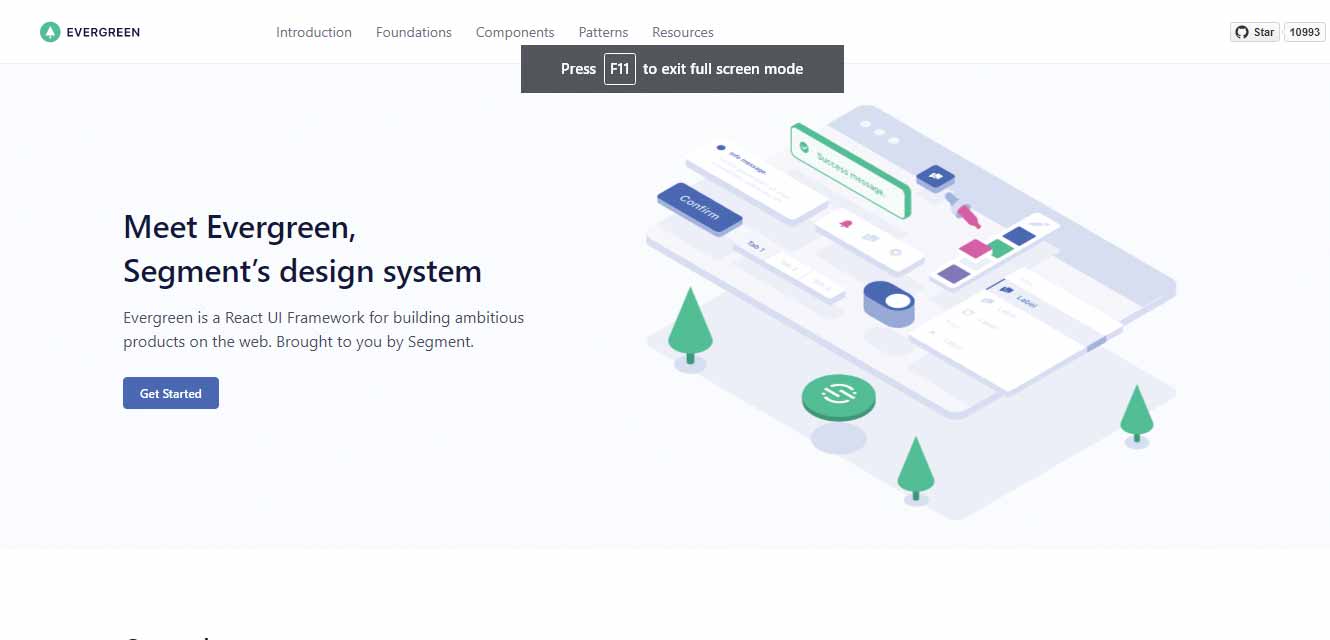 EVERGREEN
Introduction
Foundations
Components
Patterns
Resources
Star
10993
Press F11 to exit full screen mode
Meet Evergreen,
Segment’s design system
Evergreen is a React UI Framework for building ambitious
products on the web. Brought to you by Segment.
Get Started
Info message.
Success message.
Confirm
Tab 1
Label